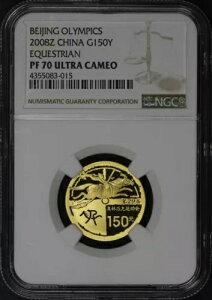 BEIJING OLYMPICS
2008Z CHINA G150Y
EQUESTRIAN
PF 70 ULTRA CAMEO
4355083-015
NUMISMATIC GUARANTY CORPORATION
NGC
150元